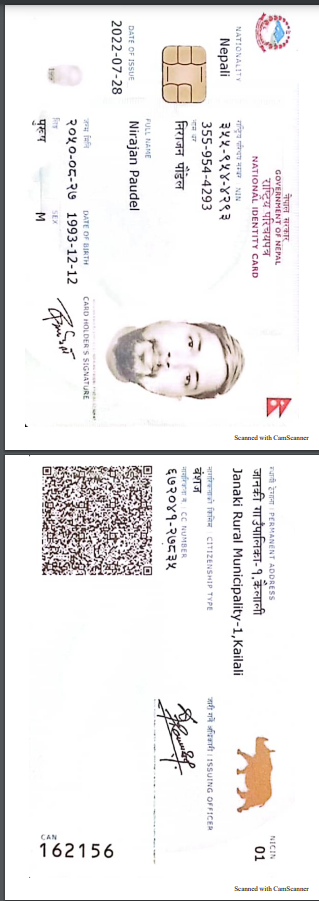 नेपाल सरकार
GOVERNMENT OF NEPAL
राष्ट्रिय परिचयपत्र
NATIONAL IDENTITY CARD
NATIONALITY
Nepali
राष्ट्रिय परिचय नम्बर NIN
३५५-९५४-४२९३
355-954-4293
नाम थर
निराजन पौडेल
FULL NAME
Nirajan Paudel
DATE OF ISSUE
2022-07-28
जन्म मिति DATE OF BIRTH
२०५०-०८-२७ 1993-12-12
लिङ्ग SEX
पुरुष M
CARD HOLDER'S SIGNATURE
Scanned with CamScanner
स्थायी ठेगाना / PERMANENT ADDRESS
जानकी गाउँपालिका-१,कैलाली
Janaki Rural Municipality-1,Kailali
नागरिकताको किसिम CITIZENSHIP TYPE
वंशज
नागरिकता नं CC NUMBER
६७२०४१-२७८३५
जारी गर्ने अधिकारी / ISSUING OFFICER
NICIN
01
CAN
162156
Scanned with CamScanner